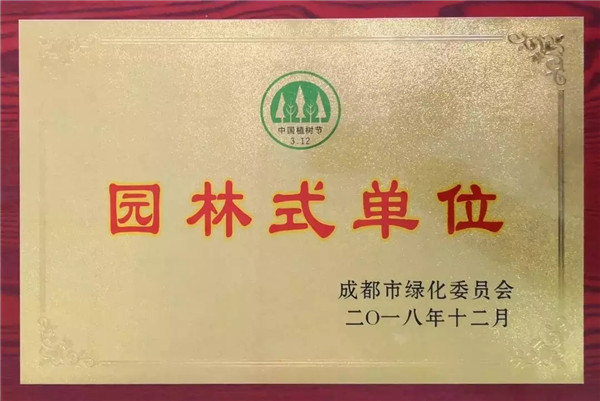 中国植树节
3.12
园林式单位
成都市绿化委员会
二〇一八年十二月